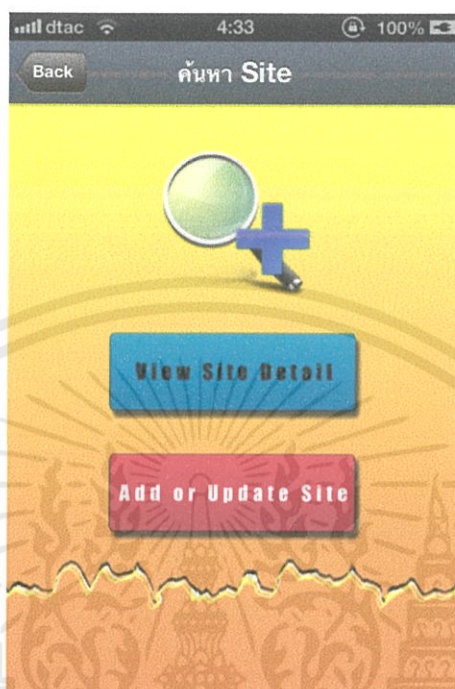 dtac 4:33 100%
Back ค้นหา Site
View Site Detail
Add or Update Site